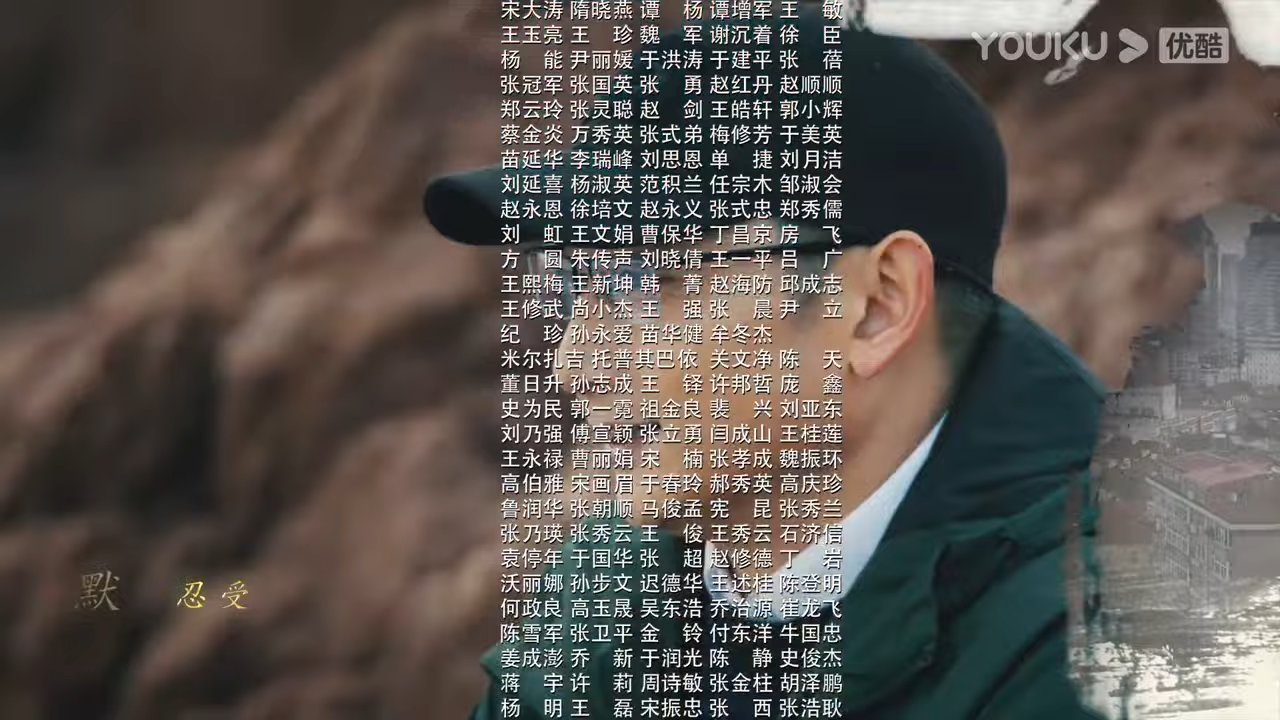 宋大涛 隋晓燕 谭　杨 谭增军 王　敏
YOUKU 优酷
王玉亮 王　珍 魏　军 谢沉着 徐　臣
杨　能 尹丽媛 于洪涛 于建平 张　蓓
张冠军 张国英 张　勇 赵红丹 赵顺顺
郑云玲 张灵聪 赵　剑 王皓轩 郭小辉
蔡金炎 万秀英 张式弟 梅修芳 于美英
苗延华 李瑞峰 刘思恩 单　捷 刘月洁
刘延喜 杨淑英 范积兰 任宗木 邹淑会
赵永恩 徐培文 赵永义 张式忠 郑秀儒
刘　虹 王文娟 曹保华 丁昌京 房　飞
方　圆 朱传声 刘晓倩 王一平 吕　广
王熙梅 王新坤 韩　菁 赵海防 邱成志
王修武 尚小杰 王　强 张　晨 尹　立
纪　珍 孙永爱 苗华健 牟冬杰
米尔扎吉 托普其巴依 关文净 陈　天
董日升 孙志成 王　铎 许邦哲 庞　鑫
史为民 郭一霓 祖金良 裴　兴 刘亚东
刘乃强 傅宣颖 张立勇 闫成山 王桂莲
王永禄 曹丽娟 宋　楠 张孝成 魏振环
高伯雅 宋画眉 于春玲 郝秀英 高庆珍
鲁润华 张朝顺 马俊孟 宪　昆 张秀兰
张乃瑛 张秀云 王　俊 王秀云 石济信
袁停年 于国华 张　超 赵修德 丁　岩
沃丽娜 孙步文 迟德华 王述桂 陈登明
默　忍受
何政良 高玉晟 吴东浩 乔治源 崔龙飞
陈雪军 张卫平 金　铃 付东洋 牛国忠
姜成澎 乔　新 于润光 陈　静 史俊杰
蒋　宇 许　莉 周诗敏 张金柱 胡泽鹏
杨　明 王　磊 宋振忠 张　西 张浩耿